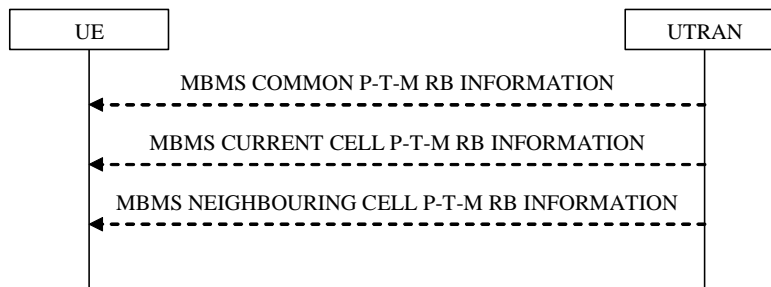 UE
UTRAN
MBMS COMMON P-T-M RB INFORMATION
MBMS CURRENT CELL P-T-M RB INFORMATION
MBMS NEIGHBOURING CELL P-T-M RB INFORMATION